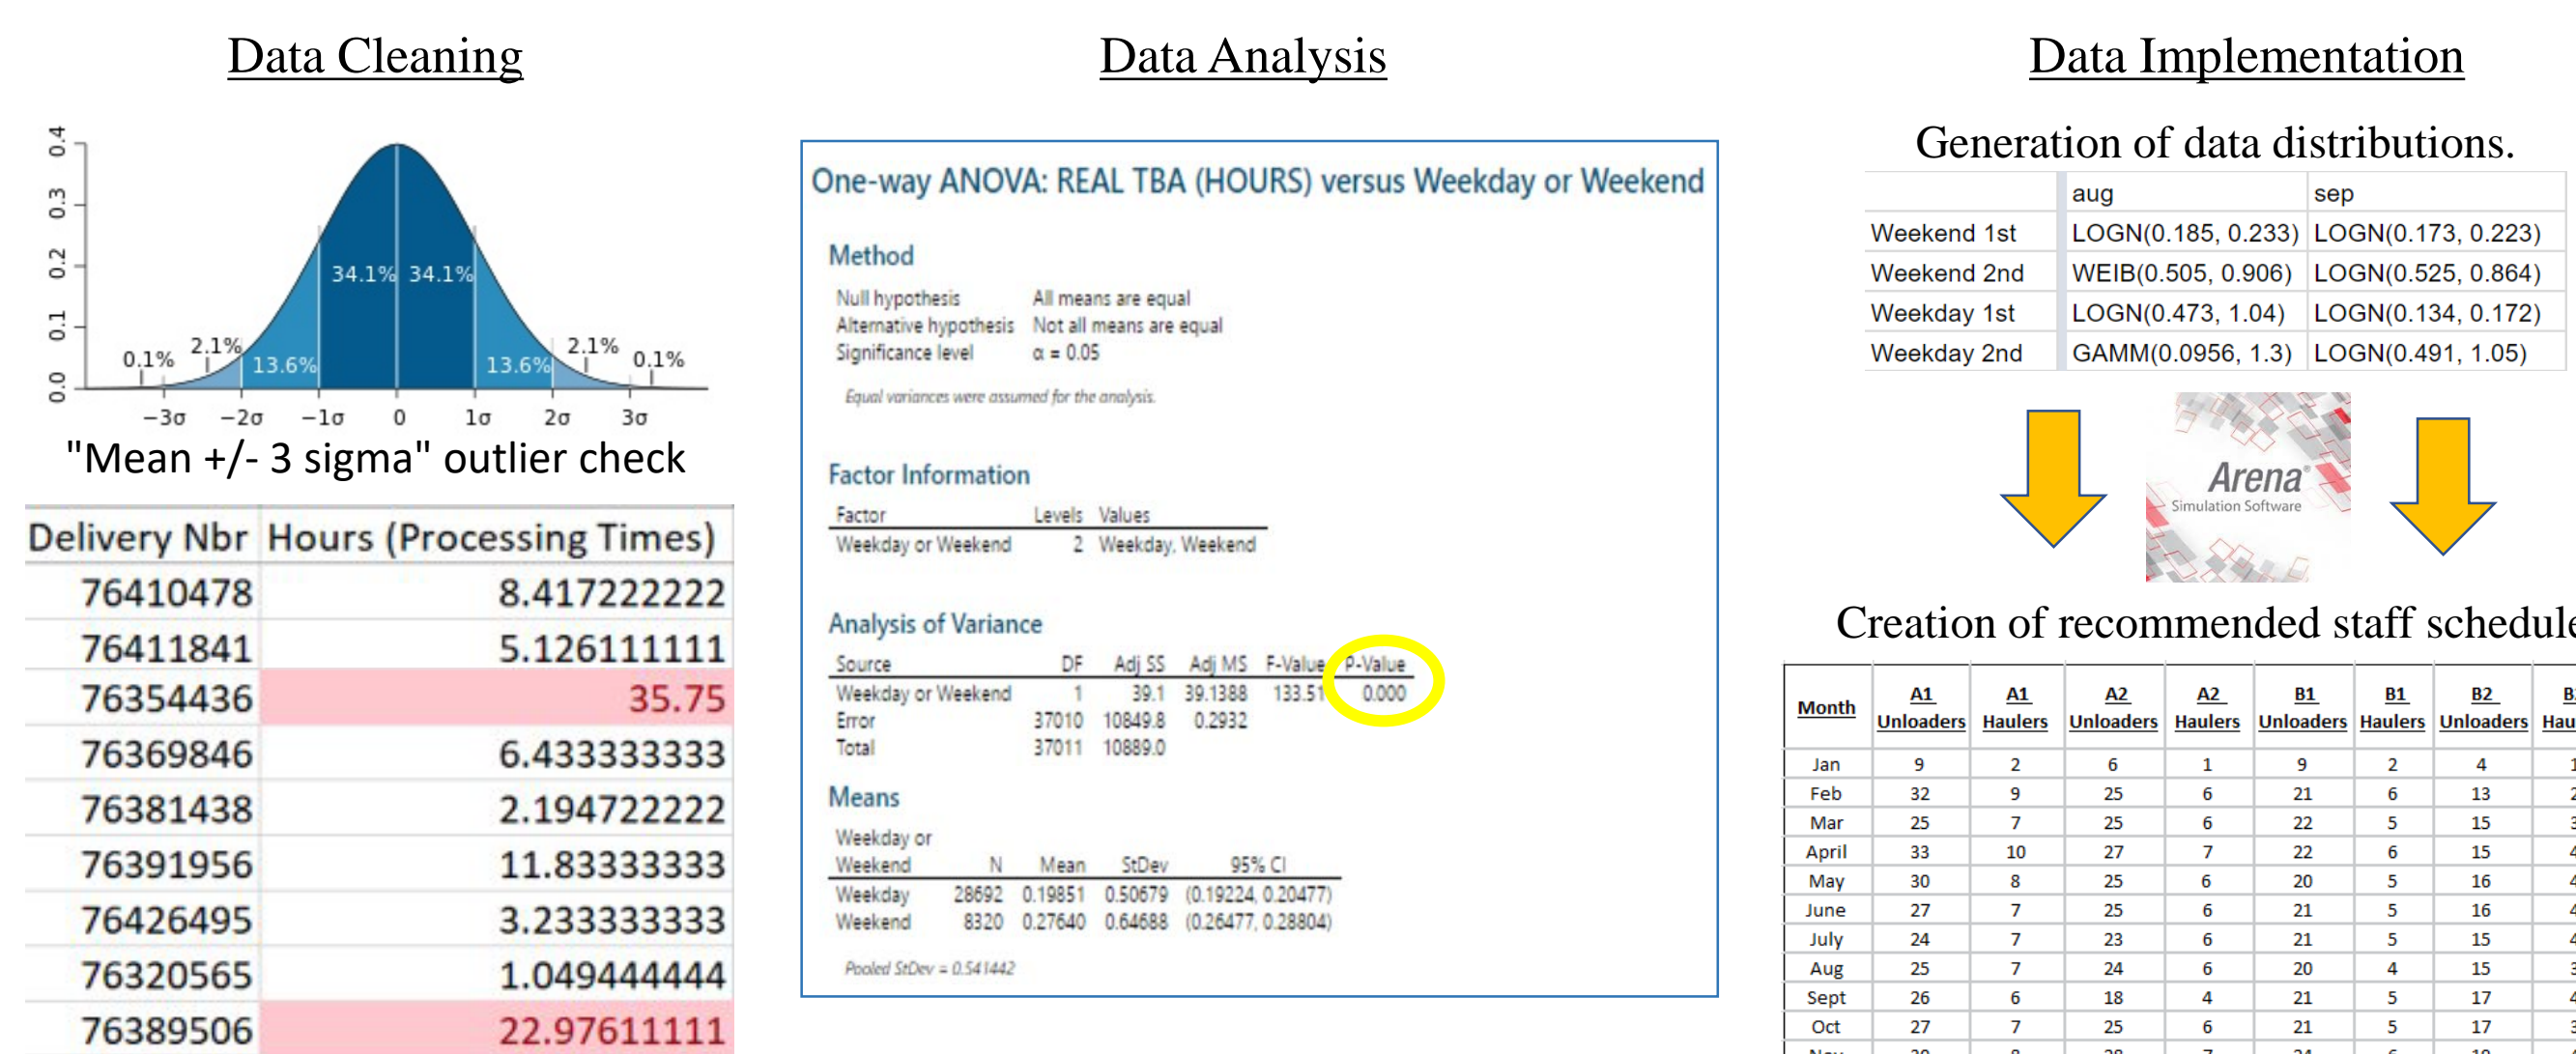 Data Cleaning
0.0 0.1 0.2 0.3 0.4
34.1% 34.1%
0.1% 2.1% 13.6% 13.6% 2.1% 0.1%
−3σ −2σ −1σ 0 1σ 2σ 3σ
"Mean +/- 3 sigma" outlier check
Delivery Nbr Hours (Processing Times)
76410478 8.417222222
76411841 5.126111111
76354436 35.75
76369846 6.433333333
76381438 2.194722222
76391956 11.83333333
76426495 3.233333333
76320565 1.049444444
76389506 22.97611111
Data Analysis
One-way ANOVA: REAL TBA (HOURS) versus Weekday or Weekend
Method
Null hypothesis All means are equal
Alternative hypothesis Not all means are equal
Significance level α = 0.05
Equal variances were assumed for the analysis.
Factor Information
Factor Levels Values
Weekday or Weekend 2 Weekday, Weekend
Analysis of Variance
Source DF Adj SS Adj MS F-Value P-Value
Weekday or Weekend 1 39.1 39.1388 133.51 0.000
Error 37010 10849.8 0.2932
Total 37011 10889.0
Means
Weekday or
Weekend N Mean StDev 95% CI
Weekday 28692 0.19851 0.50679 (0.19224, 0.20477)
Weekend 8320 0.27640 0.64688 (0.26477, 0.28804)
Pooled StDev = 0.541442
Data Implementation
Generation of data distributions.
aug sep
Weekend 1st LOGN(0.185, 0.233) LOGN(0.173, 0.223)
Weekend 2nd WEIB(0.505, 0.906) LOGN(0.525, 0.864)
Weekday 1st LOGN(0.473, 1.04) LOGN(0.134, 0.172)
Weekday 2nd GAMM(0.0956, 1.3) LOGN(0.491, 1.05)
Arena®
Simulation Software
Creation of recommended staff schedule
Month A1 Unloaders A1 Haulers A2 Unloaders A2 Haulers B1 Unloaders B1 Haulers B2 Unloaders
Jan 9 2 6 1 9 2 4
Feb 32 9 25 6 21 6 13
Mar 25 7 25 6 22 5 15
April 33 10 27 7 22 6 15
May 30 8 25 6 20 5 16
June 27 7 25 6 21 5 16
July 24 7 23 6 21 5 15
Aug 25 7 24 6 20 4 15
Sept 26 6 18 4 21 5 17
Oct 27 7 25 6 21 5 17